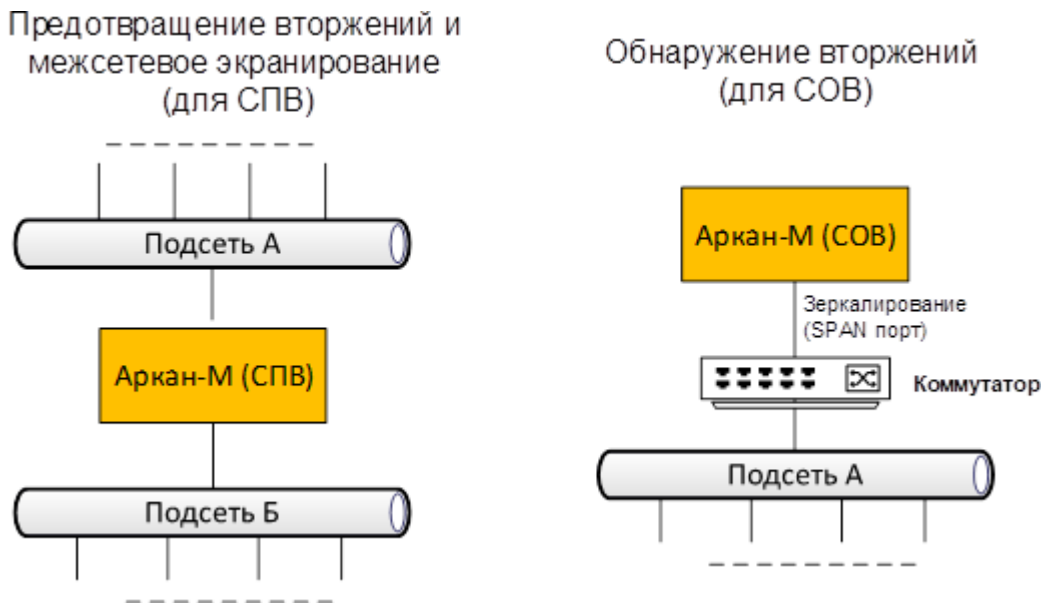 Предотвращение вторжений и
межсетевое экранирование
(для СПВ)
Подсеть А
Аркан-М (СПВ)
Подсеть Б
Обнаружение вторжений
(для СОВ)
Аркан-М (СОВ)
Зеркалирование
(SPAN порт)
Коммутатор
Подсеть А